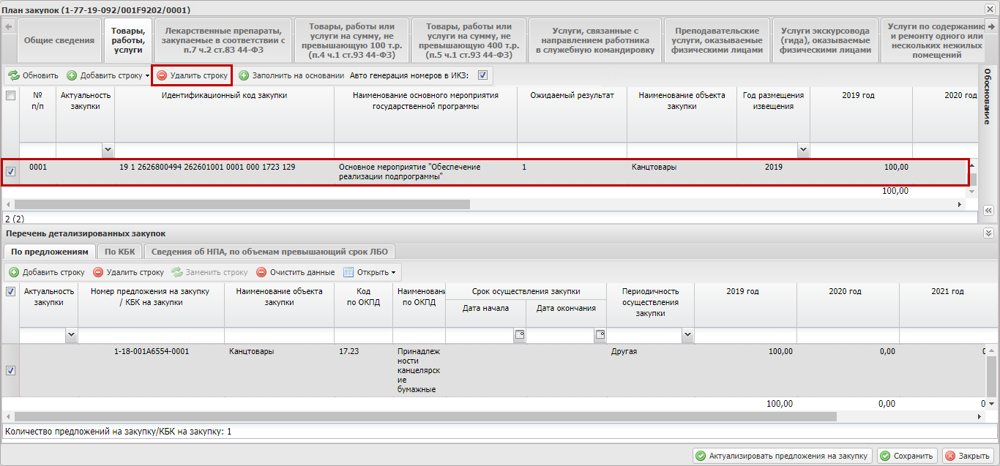 План закупок (1-77-19-092/001F9202/0001)
Общие сведения
Товары,
работы,
услуги
Лекарственные препараты,
закупаемые в соответствии с
п.7 ч.2 ст.83 44-ФЗ
Товары, работы или
услуги на сумму, не
превышающую 100 т.р.
(п.4 ч.1 ст.93 44-ФЗ)
Товары, работы или
услуги на сумму, не
превышающую 400 т.р.
(п.5 ч.1 ст.93 44-ФЗ)
Услуги, связанные с
направлением работника
в служебную командировку
Преподавательские
услуги, оказываемые
физическими лицами
Услуги экскурсовода
(гида), оказываемые
физическими лицами
Услуги по содержанию
и ремонту одного или
нескольких нежилых
помещений
Обновить Добавить строку Удалить строку Заполнить на основании Авто генерация номеров в ИКЗ:
Обоснование
№
п/п
Актуальность
закупки
Идентификационный код закупки
Наименование основного мероприятия
государственной программы
Ожидаемый результат
Наименование объекта
закупки
Год размещения
извещения
2019 год
2020 год
0001 19 1 2626800494 262601001 0001 000 1723 129 Основное мероприятие "Обеспечение 1 Канцтовары 2019 100,00
реализации подпрограммы"
100,00
2 (2)
Перечень детализированных закупок
По предложениям По КБК Сведения об НПА, по объемам превышающий срок ЛБО
Добавить строку Удалить строку Заменить строку Очистить данные Открыть
Актуальность
закупки
Номер предложения на закупку
/ КБК на закупки
Наименование объекта
закупки
Код
по ОКПД
Наименовани
по ОКПД
Срок осуществления закупки
Дата начала Дата окончания
Периодичность
осуществления
закупки
2019 год
2020 год
2021 год
1-18-001A6554-0001 Канцтовары 17.23 Принадлеж Другая 100,00 0,00 0
ности
канцелярск
ие
бумажные
100,00 0,00 0
Количество предложений на закупку/КБК на закупку: 1
Актуализировать предложения на закупку Сохранить Закрыть